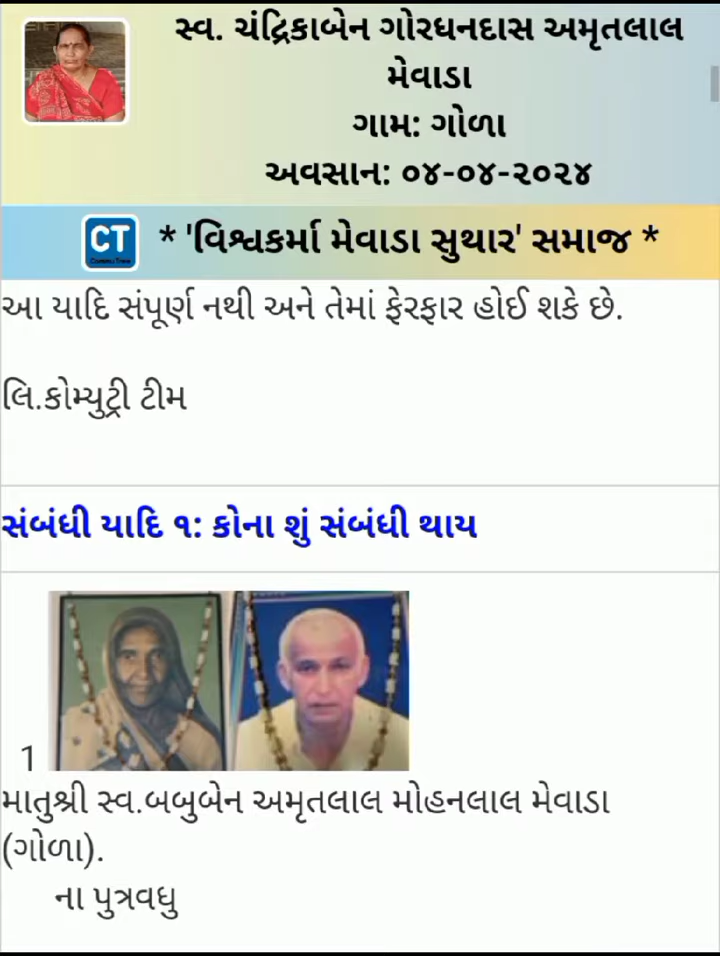 સ્વ. ચંદ્રિકાબેન ગોરધનદાસ અમૃતલાલ
મેવાડા
ગામ: ગોળા
અવસાન: ૦૪-૦૪-૨૦૨૪
CT
CommuTree
* 'વિશ્વકર્મા મેવાડા સુથાર' સમાજ *
આ યાદિ સંપૂર્ણ નથી અને તેમાં ફેરફાર હોઈ શકે છે.
લિ.કોમ્યુટ્રી ટીમ
સંબંધી યાદિ ૧: કોના શું સંબંધી થાય
1
માતુશ્રી સ્વ.બબુબેન અમૃતલાલ મોહનલાલ મેવાડા
(ગોળા).
ના પુત્રવધુ